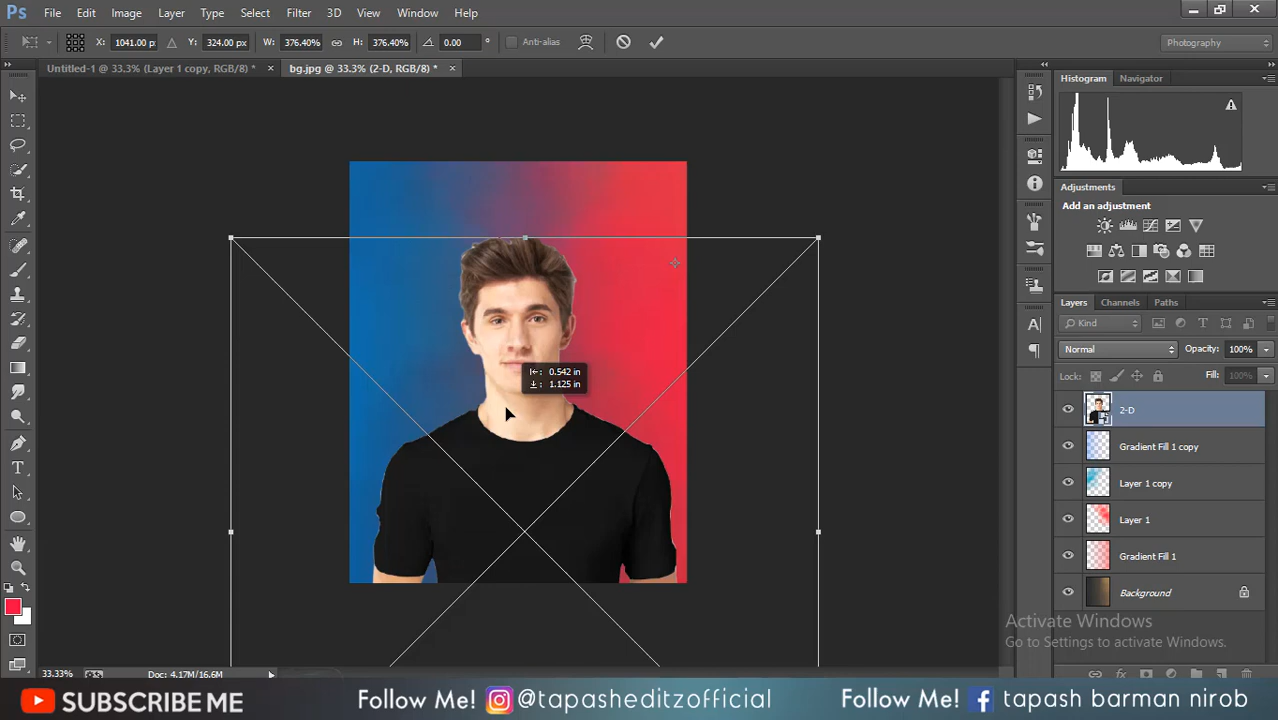 Ps File Edit Image Layer Type Select Filter 3D View Window Help
X: 1041.00 p Y: 324.00 px W: 376.40% H: 376.40% 0.00 ° Anti-alias Photography
Untitled-1 @ 33.3% (Layer 1 copy, RGB/8) * × bg.jpg @ 33.3% (2-D, RGB/8) * ×
Histogram Navigator
Adjustments
Add an adjustment
Layers Channels Paths
Kind
Normal Opacity: 100%
Lock: Fill: 100%
2-D
Gradient Fill 1 copy
Layer 1 copy
Layer 1
Gradient Fill 1
Background
0.542 in
1.125 in
Activate Windows
Go to Settings to activate Windows.
33.33% Doc: 4.17M/16.6M
SUBSCRIBE ME Follow Me! @tapasheditzofficial Follow Me! tapash barman nirob